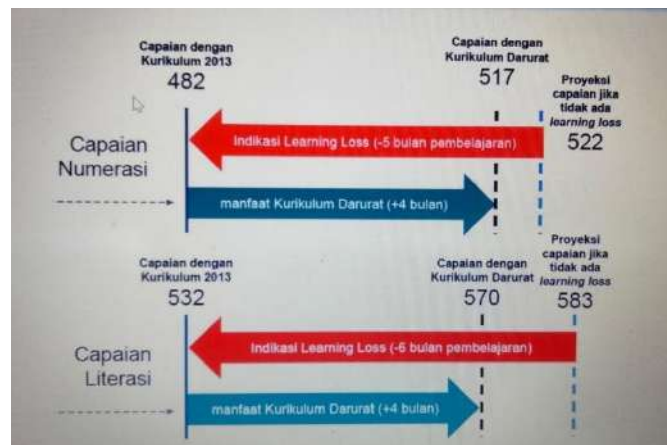 Capaian dengan
Kurikulum 2013
482
Capaian dengan
Kurikulum Darurat
517
Proyeksi
capaian jika
tidak ada
learning loss
522
Capaian
Numerasi
Indikasi Learning Loss (-5 bulan pembelajaran)
manfaat Kurikulum Darurat (+4 bulan)
Capaian dengan
Kurikulum 2013
532
Capaian dengan
Kurikulum Darurat
570
Proyeksi
capaian jika
tidak ada
learning loss
583
Capaian
Literasi
Indikasi Learning Loss (-6 bulan pembelajaran)
manfaat Kurikulum Darurat (+4 bulan)